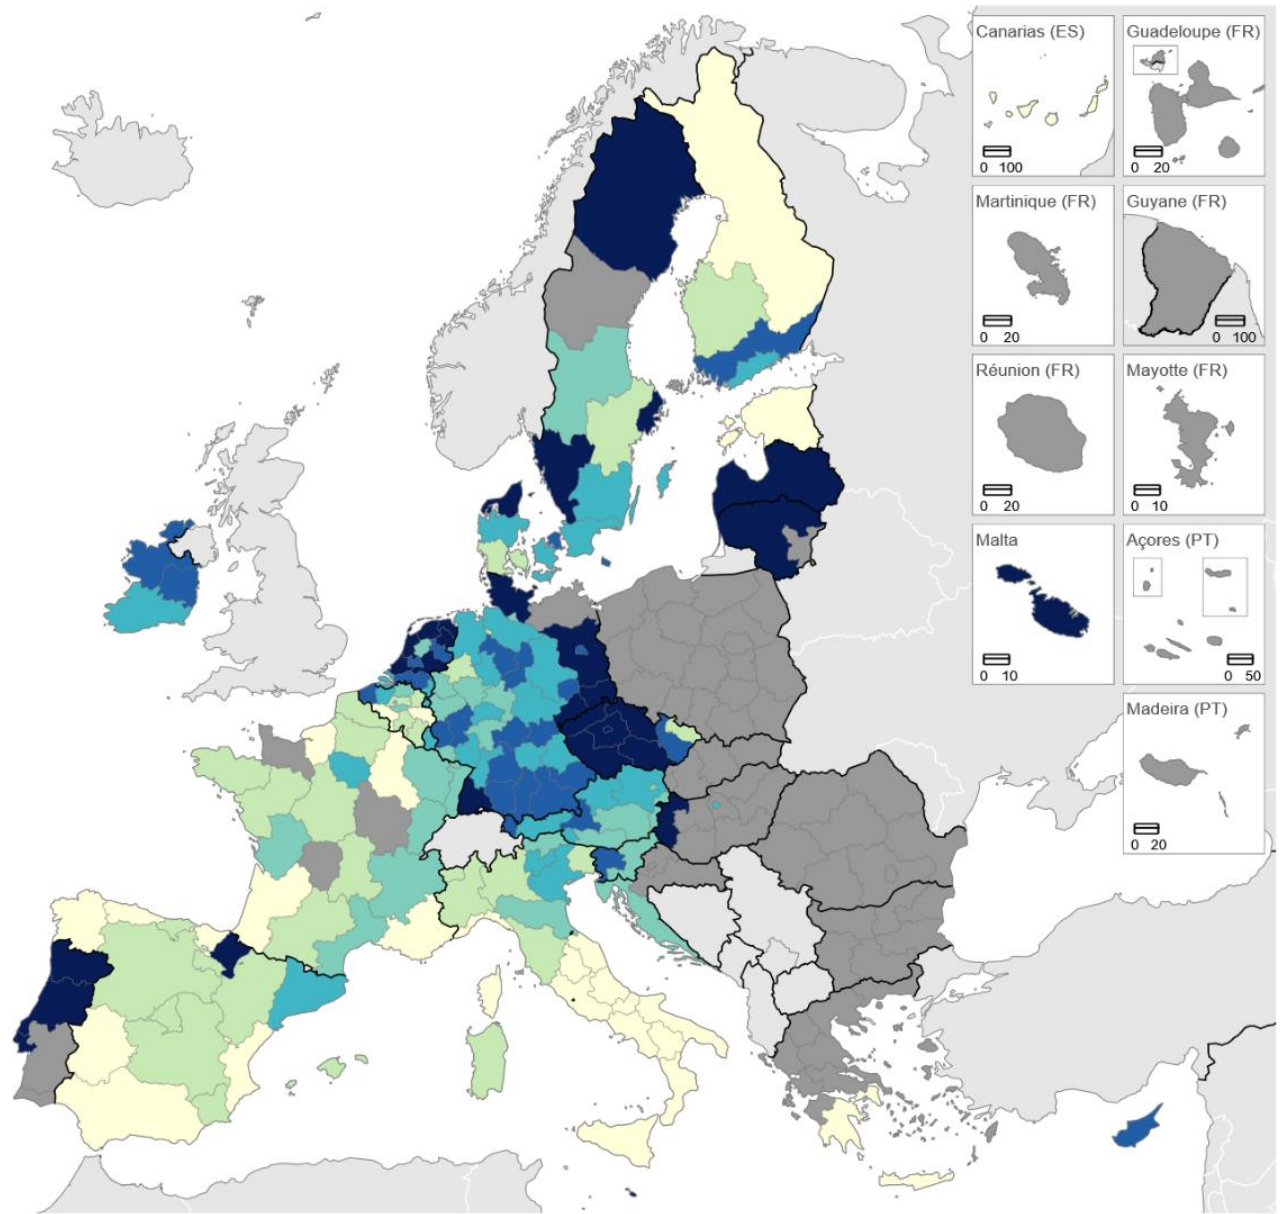 Canarias (ES)
0 100
Guadeloupe (FR)
0 20
Martinique (FR)
0 20
Guyane (FR)
0 100
Réunion (FR)
0 20
Mayotte (FR)
0 10
Malta
0 10
Açores (PT)
0 50
Madeira (PT)
0 20